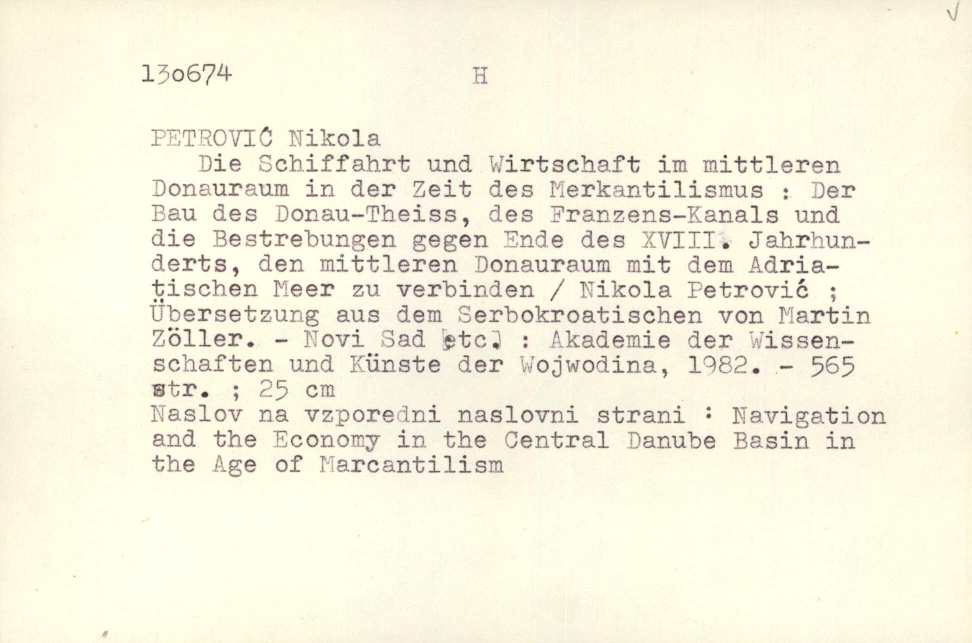 13o674 H
PETROVIĆ Nikola
Die Schiffahrt und Wirtschaft im mittleren
Donauraum in der Zeit des Merkantilismus : Der
Bau des Donau-Theiss, des Franzens-Kanals und
die Bestrebungen gegen Ende des XVIII. Jahrhun-
derts, den mittleren Donauraum mit dem Adria-
tischen Meer zu verbinden / Nikola Petrović ;
Übersetzung aus dem Serbokroatischen von Martin
Zöller. - Novi Sad [etc.] : Akademie der Wissen-
schaften und Künste der Wojwodina, 1982. - 565
str. ; 25 cm
Naslov na vzporedni naslovni strani : Navigation
and the Economy in the Central Danube Basin in
the Age of Marcantilism